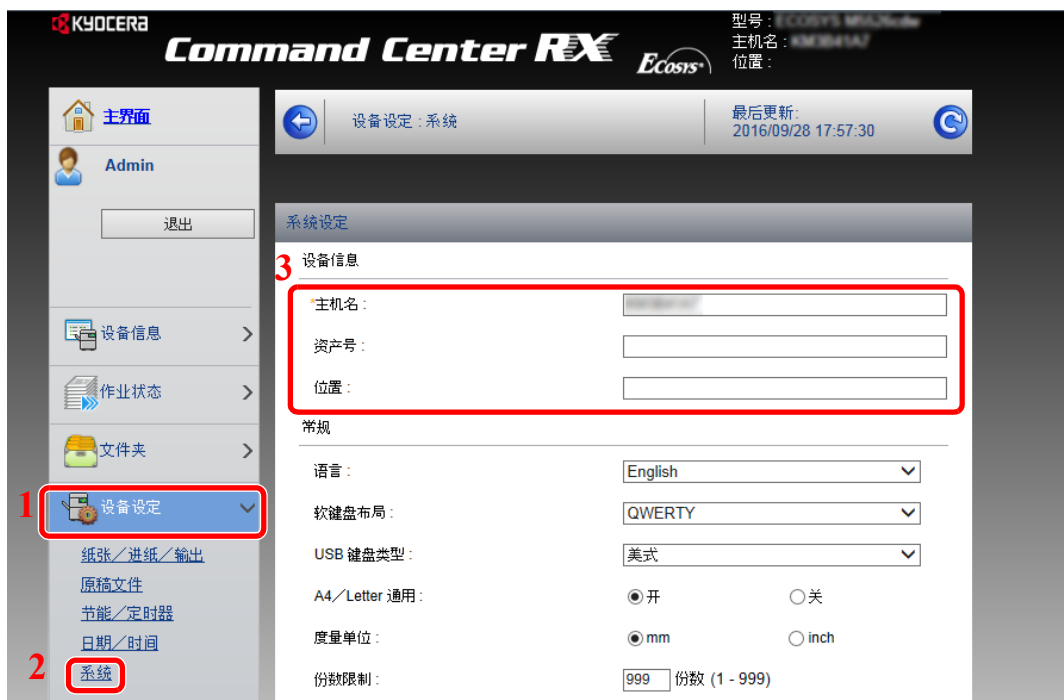 KYOCERA
Command Center RX
Ecosys
型号 :
主机名 :
位置 :
主界面
Admin
退出
设备信息
作业状态
文件夹
1
设备设定
纸张／进纸／输出
原稿文件
节能／定时器
日期／时间
2
系统
设备设定 : 系统
最后更新:
2016/09/28 17:57:30
系统设定
3
设备信息
*主机名 :
资产号 :
位置 :
常规
语言 : English
软键盘布局 : QWERTY
USB 键盘类型 : 美式
A4／Letter 通用 : 开 关
度量单位 : mm inch
份数限制 : 999 份数 (1 - 999)